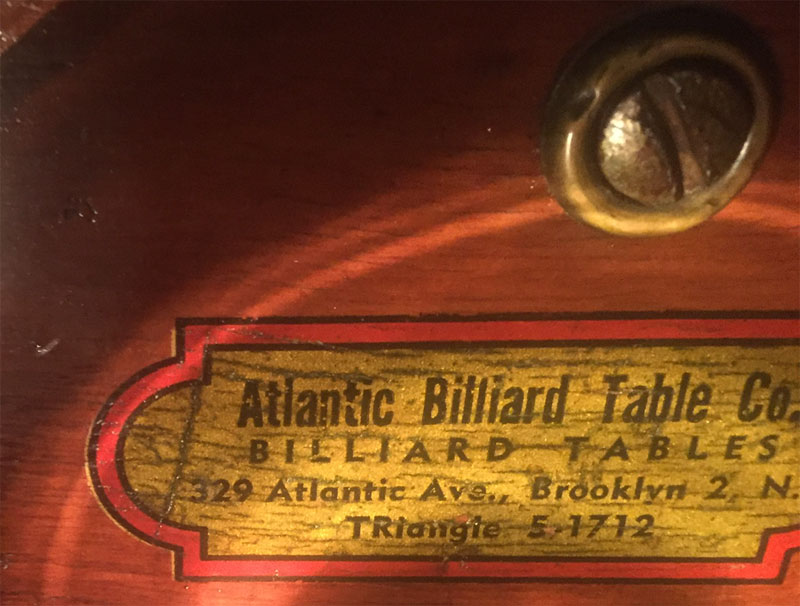 Atlantic Billiard Table Co.
BILLIARD TABLES
329 Atlantic Ave., Brooklyn 2, N.
TRiangle 5-1712